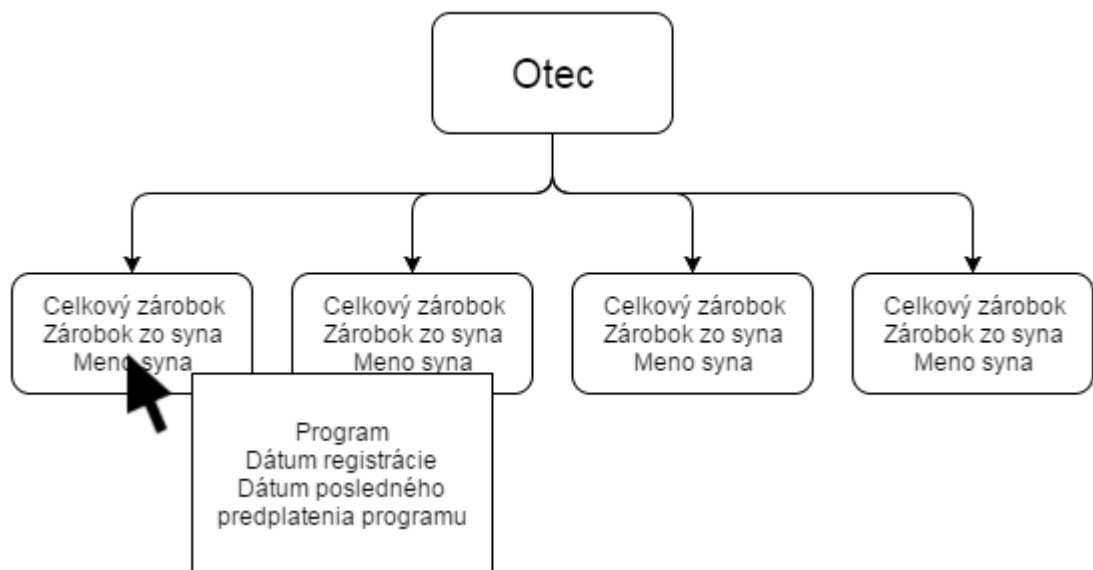 Otec
Celkový zárobok
Zárobok zo syna
Meno syna
Celkový zárobok
Zárobok zo syna
Meno syna
Celkový zárobok
Zárobok zo syna
Meno syna
Celkový zárobok
Zárobok zo syna
Meno syna
Program
Dátum registrácie
Dátum posledného
predplatenia programu